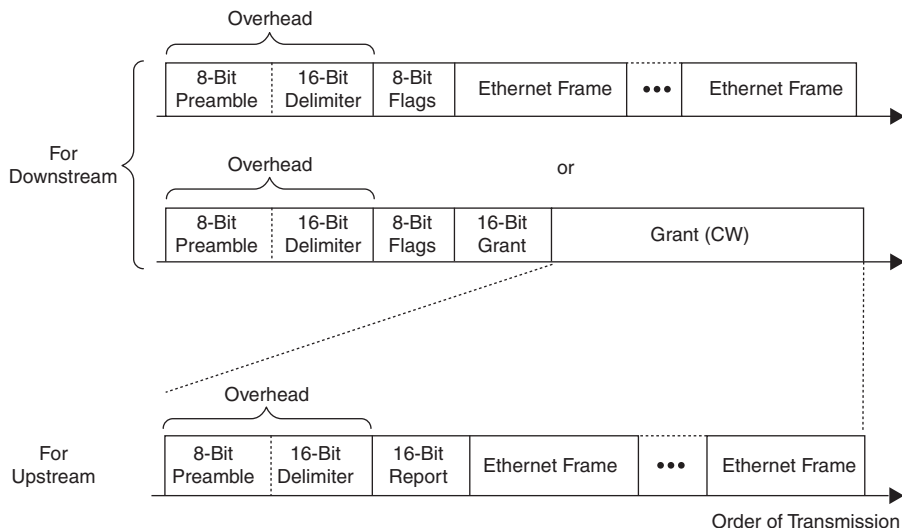 Overhead
8-Bit
Preamble
16-Bit
Delimiter
8-Bit
Flags
Ethernet Frame
•••
Ethernet Frame
For
Downstream
Overhead
or
8-Bit
Preamble
16-Bit
Delimiter
8-Bit
Flags
16-Bit
Grant
Grant (CW)
Overhead
For
Upstream
8-Bit
Preamble
16-Bit
Delimiter
16-Bit
Report
Ethernet Frame
•••
Ethernet Frame
Order of Transmission